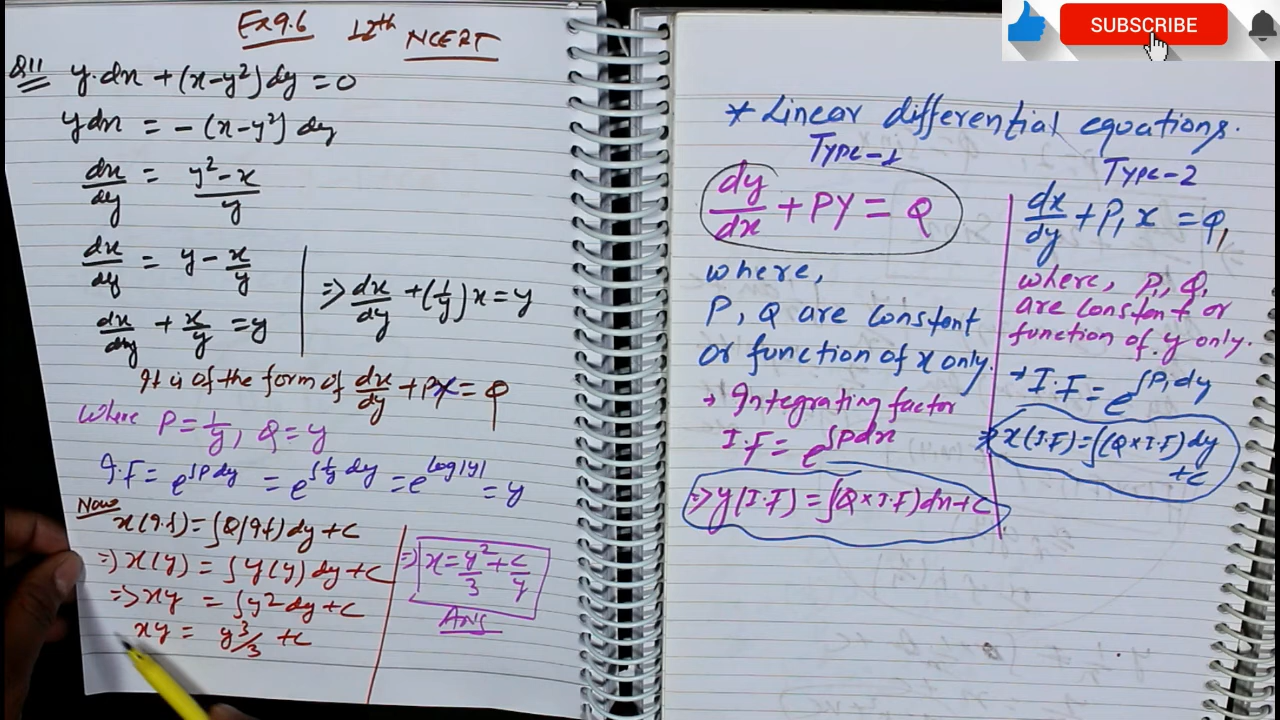 Ex 9.6 12th NCERT
Q11 y.dx + (x-y²) dy = 0
ydx = - (x-y²) dy
dx/dy = (y²-x)/y
dx/dy = y - x/y
dx/dy + x/y = y
⇒ dx/dy + (1/y) x = y
It is of the form of dx/dy + Px = Q
where P = 1/y, Q = y
I.F = e^∫P dy = e^∫1/y dy = e^log|y| = y
Now
x(I.f) = ∫Q(I.f) dy + c
⇒ x(y) = ∫y(y) dy + c
⇒ xy = ∫y² dy + c
xy = y³/3 + c
⇒ x = y²/3 + c/y
Ans
SUBSCRIBE
* Linear differential equations.
Type-1
dy/dx + PY = Q
where,
P, Q are constant
or function of x only.
→ Integrating factor
I.F = e^∫Pdx
⇒ y(I.F) = ∫(Q×I.F)dx+c
Type-2
dx/dy + P₁ x = Q₁
where, P₁, Q₁
are constant or
function of y only.
→ I.F = e^∫P₁dy
⇒ x(I.F) = ∫(Q×I.F) dy
+c